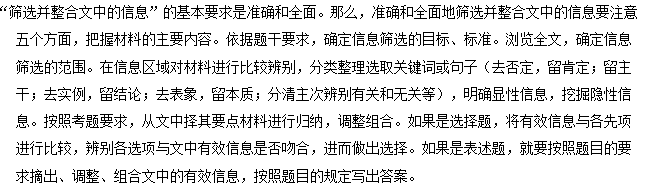 “筛选并整合文中的信息”的基本要求是准确和全面。那么，准确和全面地筛选并整合文中的信息要注意
五个方面，把握材料的主要内容。依据题干要求，确定信息筛选的目标、标准。浏览全文，确定信息
筛选的范围。在信息区域对材料进行比较辨别，分类整理选取关键词或句子（去否定，留肯定；留主
干；去实例，留结论；去表象，留本质；分清主次辨别有关和无关等），明确显性信息，挖掘隐性信
息。按照考题要求，从文中择其要点材料进行归纳，调整组合。如果是选择题，将有效信息与各先项
进行比较，辨别各选项与文中有效信息是否吻合，进而做出选择。如果是表述题，就要按照题目的要
求摘出、调整、组合文中的有效信息，按照题目的规定写出答案。